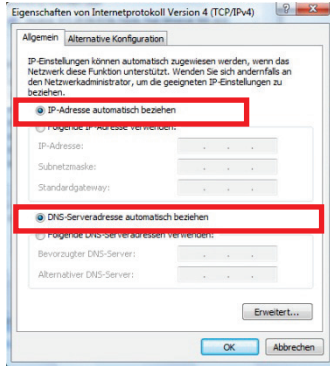 Eigenschaften von Internetprotokoll Version 4 (TCP/IPv4)
Allgemein Alternative Konfiguration
IP-Einstellungen können automatisch zugewiesen werden, wenn das
Netzwerk diese Funktion unterstützt. Wenden Sie sich andernfalls an
den Netzwerkadministrator, um die geeigneten IP-Einstellungen zu
beziehen.
IP-Adresse automatisch beziehen
Folgende IP-Adresse verwenden:
IP-Adresse:
Subnetzmaske:
Standardgateway:
DNS-Serveradresse automatisch beziehen
Folgende DNS-Serveradressen verwenden:
Bevorzugter DNS-Server:
Alternativer DNS-Server:
Erweitert...
OK Abbrechen